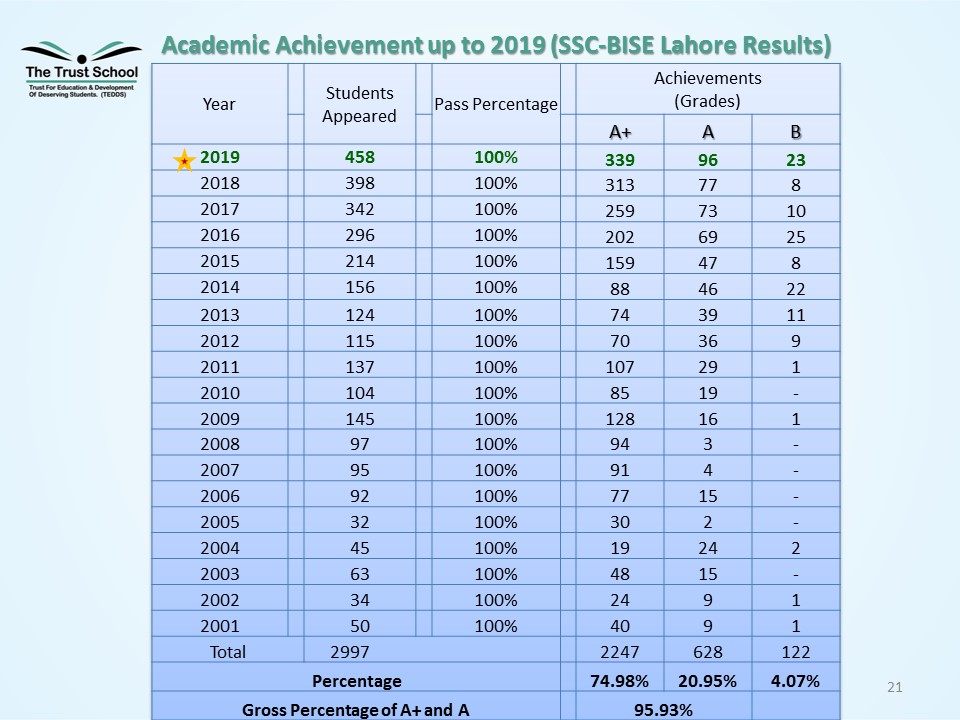 Academic Achievement up to 2019 (SSC-BISE Lahore Results)
The Trust School
Trust For Education & Development
Of Deserving Students. (TEDDS)
Year Students Appeared Pass Percentage Achievements (Grades)
A+ A B
2019 458 100% 339 96 23
2018 398 100% 313 77 8
2017 342 100% 259 73 10
2016 296 100% 202 69 25
2015 214 100% 159 47 8
2014 156 100% 88 46 22
2013 124 100% 74 39 11
2012 115 100% 70 36 9
2011 137 100% 107 29 1
2010 104 100% 85 19 -
2009 145 100% 128 16 1
2008 97 100% 94 3 -
2007 95 100% 91 4 -
2006 92 100% 77 15 -
2005 32 100% 30 2 -
2004 45 100% 19 24 2
2003 63 100% 48 15 -
2002 34 100% 24 9 1
2001 50 100% 40 9 1
Total 2997 2247 628 122
Percentage 74.98% 20.95% 4.07%
Gross Percentage of A+ and A 95.93%
21